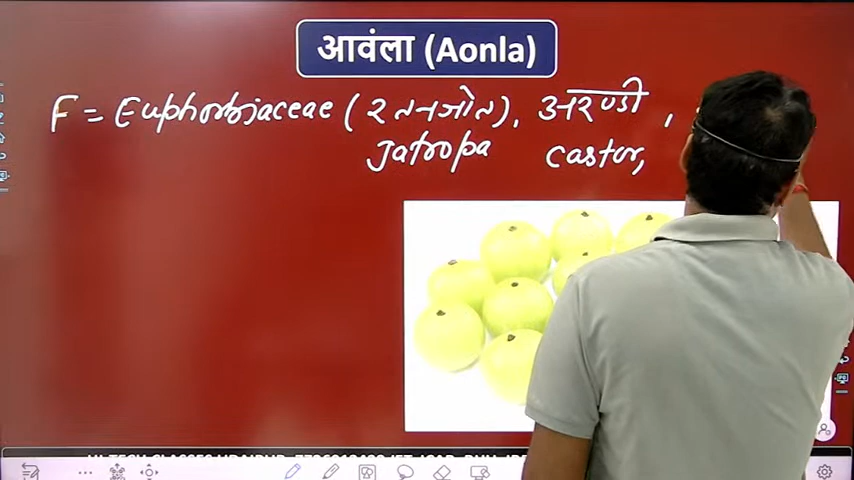 आवंला (Aonla)
F = Euphorbiaceae (रतनजोत), अरण्डी,
Jatropa castor,